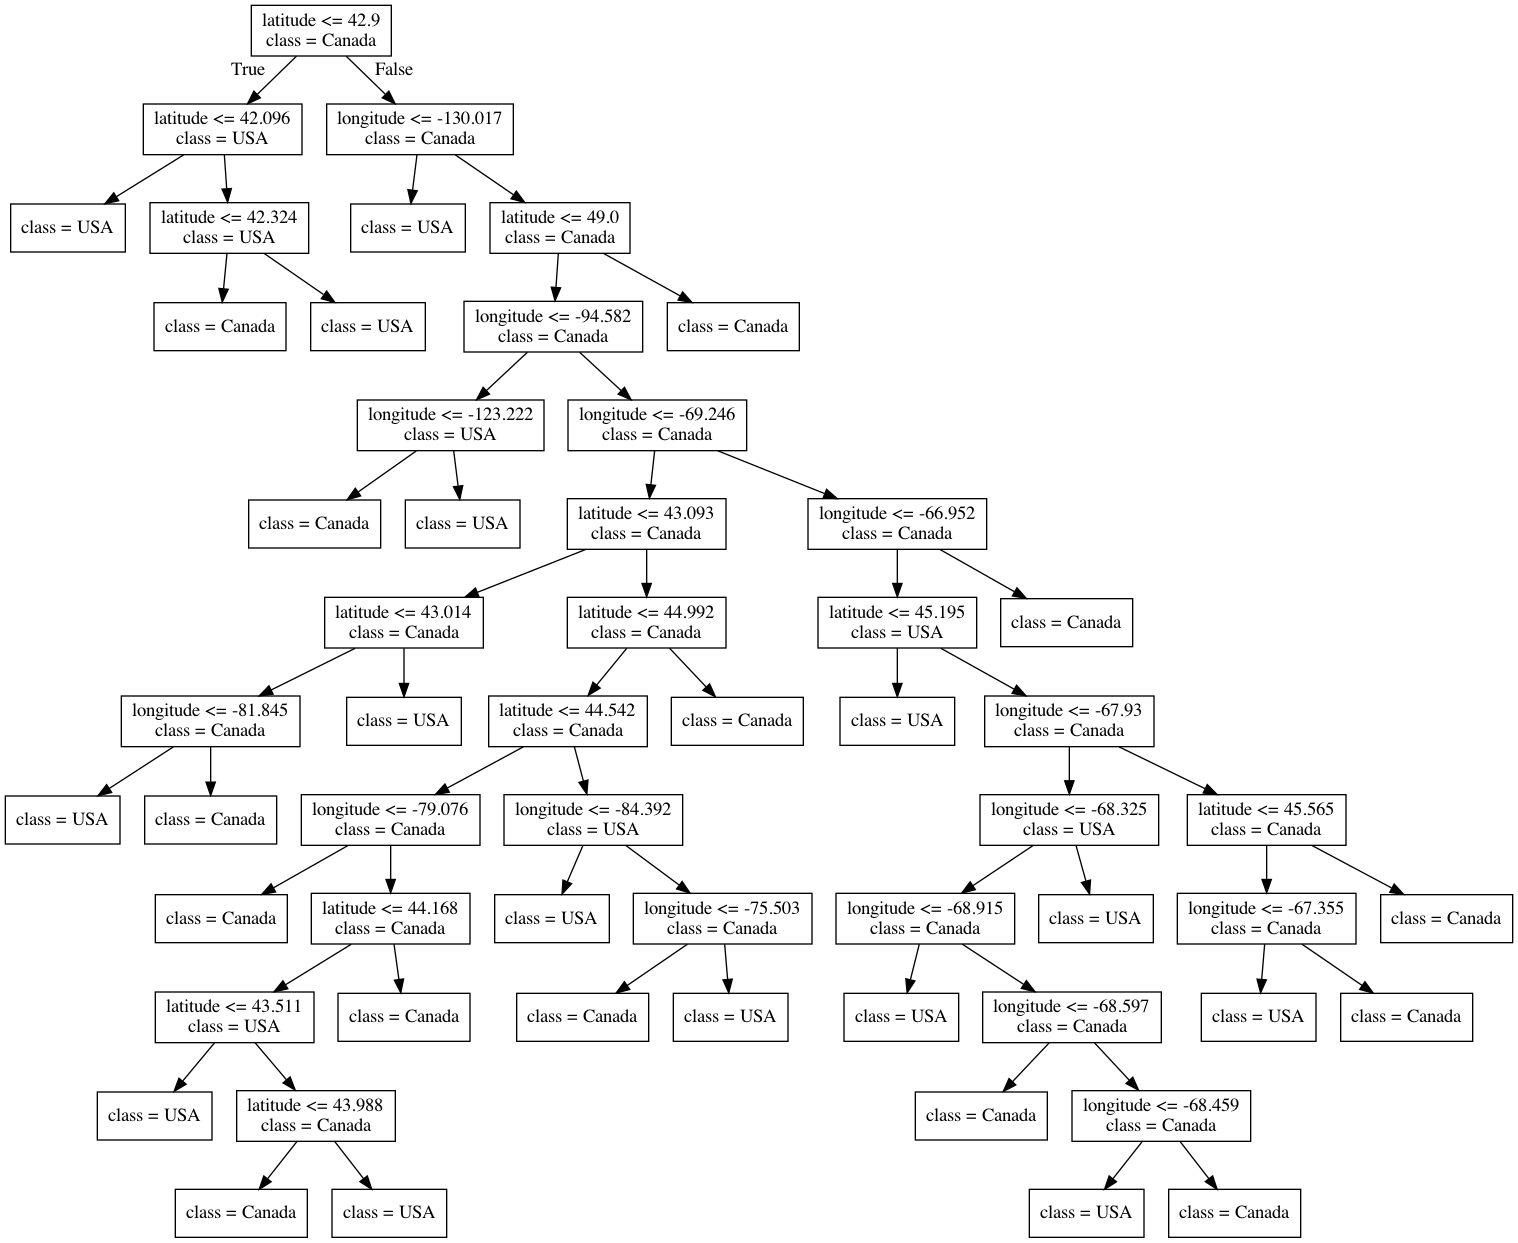 latitude <= 42.9
class = Canada
True
False
latitude <= 42.096
class = USA
longitude <= -130.017
class = Canada
class = USA
latitude <= 42.324
class = USA
class = USA
latitude <= 49.0
class = Canada
class = Canada
class = USA
longitude <= -94.582
class = Canada
class = Canada
longitude <= -123.222
class = USA
longitude <= -69.246
class = Canada
class = Canada
class = USA
latitude <= 43.093
class = Canada
longitude <= -66.952
class = Canada
latitude <= 43.014
class = Canada
latitude <= 44.992
class = Canada
latitude <= 45.195
class = USA
class = Canada
longitude <= -81.845
class = Canada
class = USA
latitude <= 44.542
class = Canada
class = Canada
class = USA
longitude <= -67.93
class = Canada
class = USA
class = Canada
longitude <= -79.076
class = Canada
longitude <= -84.392
class = USA
longitude <= -68.325
class = USA
latitude <= 45.565
class = Canada
class = Canada
latitude <= 44.168
class = Canada
class = USA
longitude <= -75.503
class = Canada
longitude <= -68.915
class = Canada
class = USA
longitude <= -67.355
class = Canada
class = Canada
latitude <= 43.511
class = USA
class = Canada
class = Canada
class = USA
class = USA
longitude <= -68.597
class = Canada
class = USA
class = Canada
class = USA
latitude <= 43.988
class = Canada
class = Canada
longitude <= -68.459
class = Canada
class = Canada
class = USA
class = USA
class = Canada